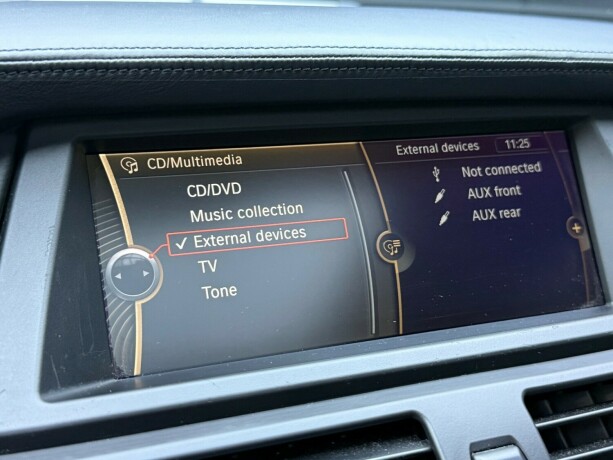 CD/Multimedia
CD/DVD
Music collection
✓ External devices
TV
Tone
External devices 11:25
Not connected
AUX front
AUX rear
+